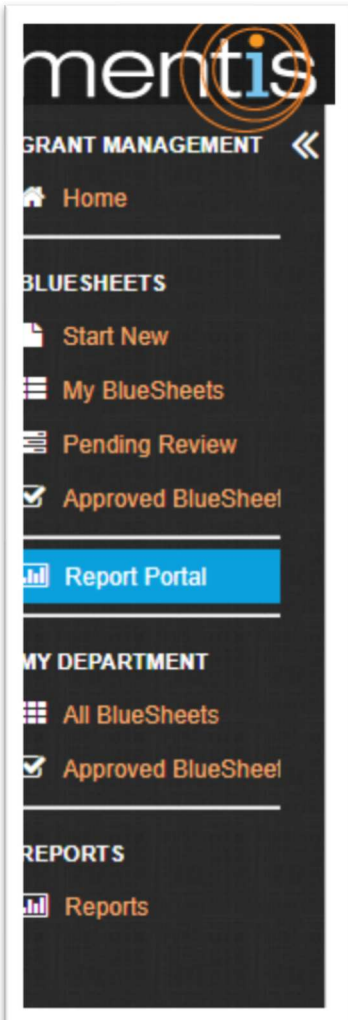 mentis
GRANT MANAGEMENT
Home
BLUESHEETS
Start New
My BlueSheets
Pending Review
Approved BlueSheet
Report Portal
MY DEPARTMENT
All BlueSheets
Approved BlueSheet
REPORTS
Reports